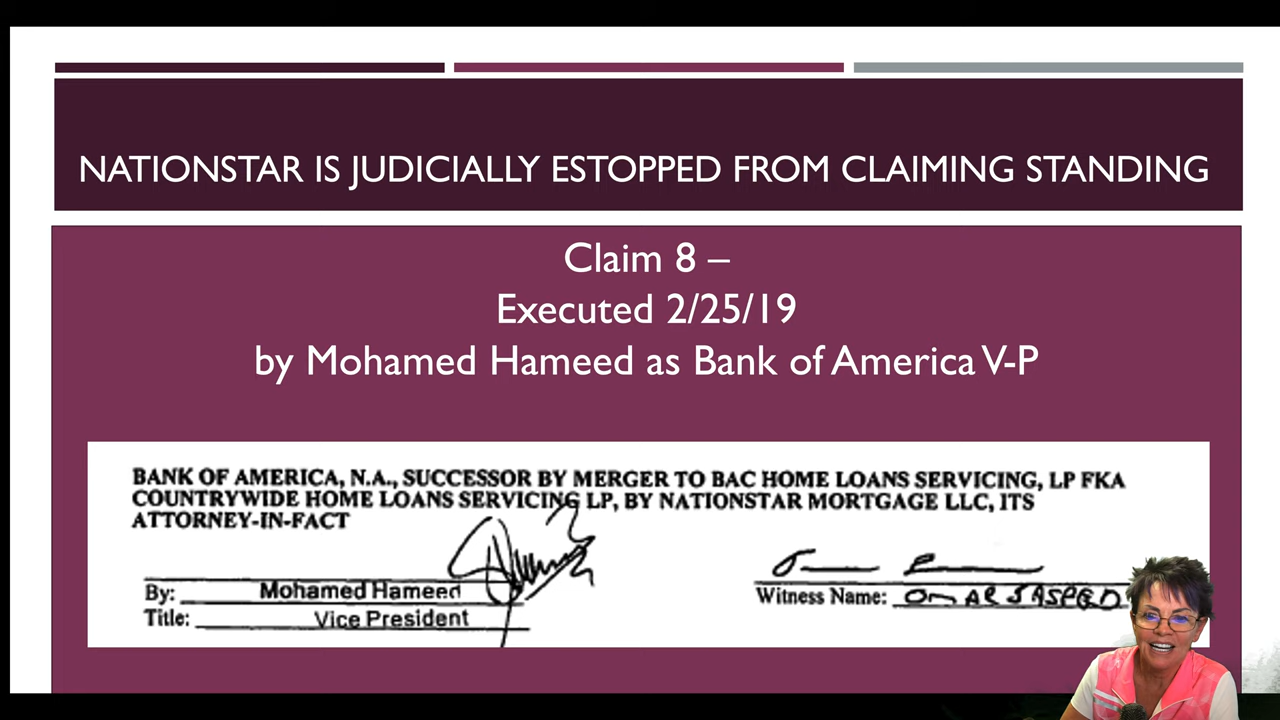 NATIONSTAR IS JUDICIALLY ESTOPPED FROM CLAIMING STANDING
Claim 8 –
Executed 2/25/19
by Mohamed Hameed as Bank of America V-P
BANK OF AMERICA, N.A., SUCCESSOR BY MERGER TO BAC HOME LOANS SERVICING, LP FKA
COUNTRYWIDE HOME LOANS SERVICING LP, BY NATIONSTAR MORTGAGE LLC, ITS
ATTORNEY-IN-FACT
By: Mohamed Hameed
Title: Vice President
Witness Name: OMAR